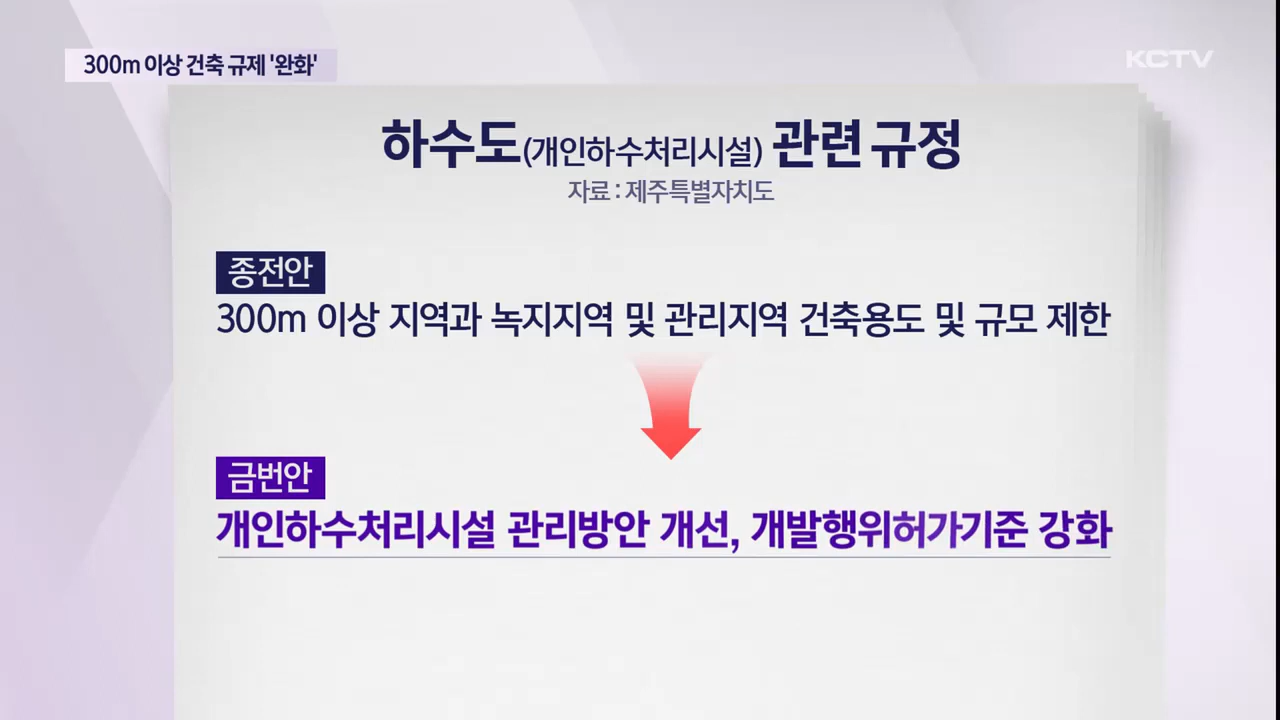 300m 이상 건축 규제 '완화'
KCTV
하수도(개인하수처리시설) 관련 규정
자료 : 제주특별자치도
종전안
300m 이상 지역과 녹지지역 및 관리지역 건축용도 및 규모 제한
금번안
개인하수처리시설 관리방안 개선, 개발행위허가기준 강화